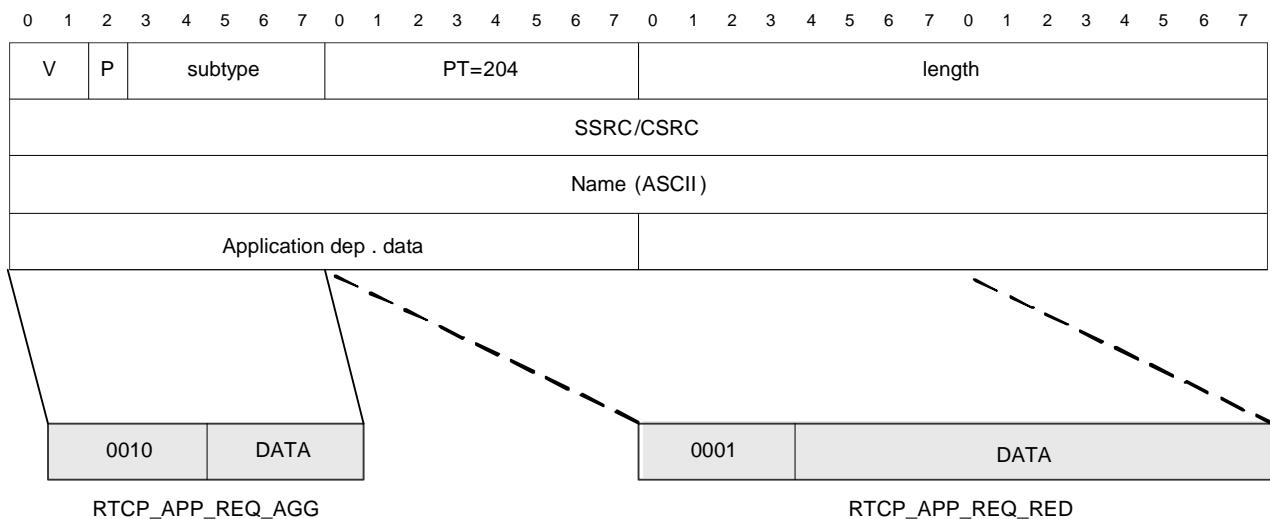 0 1 2 3 4 5 6 7 0 1 2 3 4 5 6 7 0 1 2 3 4 5 6 7 0 1 2 3 4 5 6 7
V P subtype PT=204 length
SSRC/CSRC
Name (ASCII)
Application dep . data
0010 DATA 0001 DATA
RTCP_APP_REQ_AGG RTCP_APP_REQ_RED